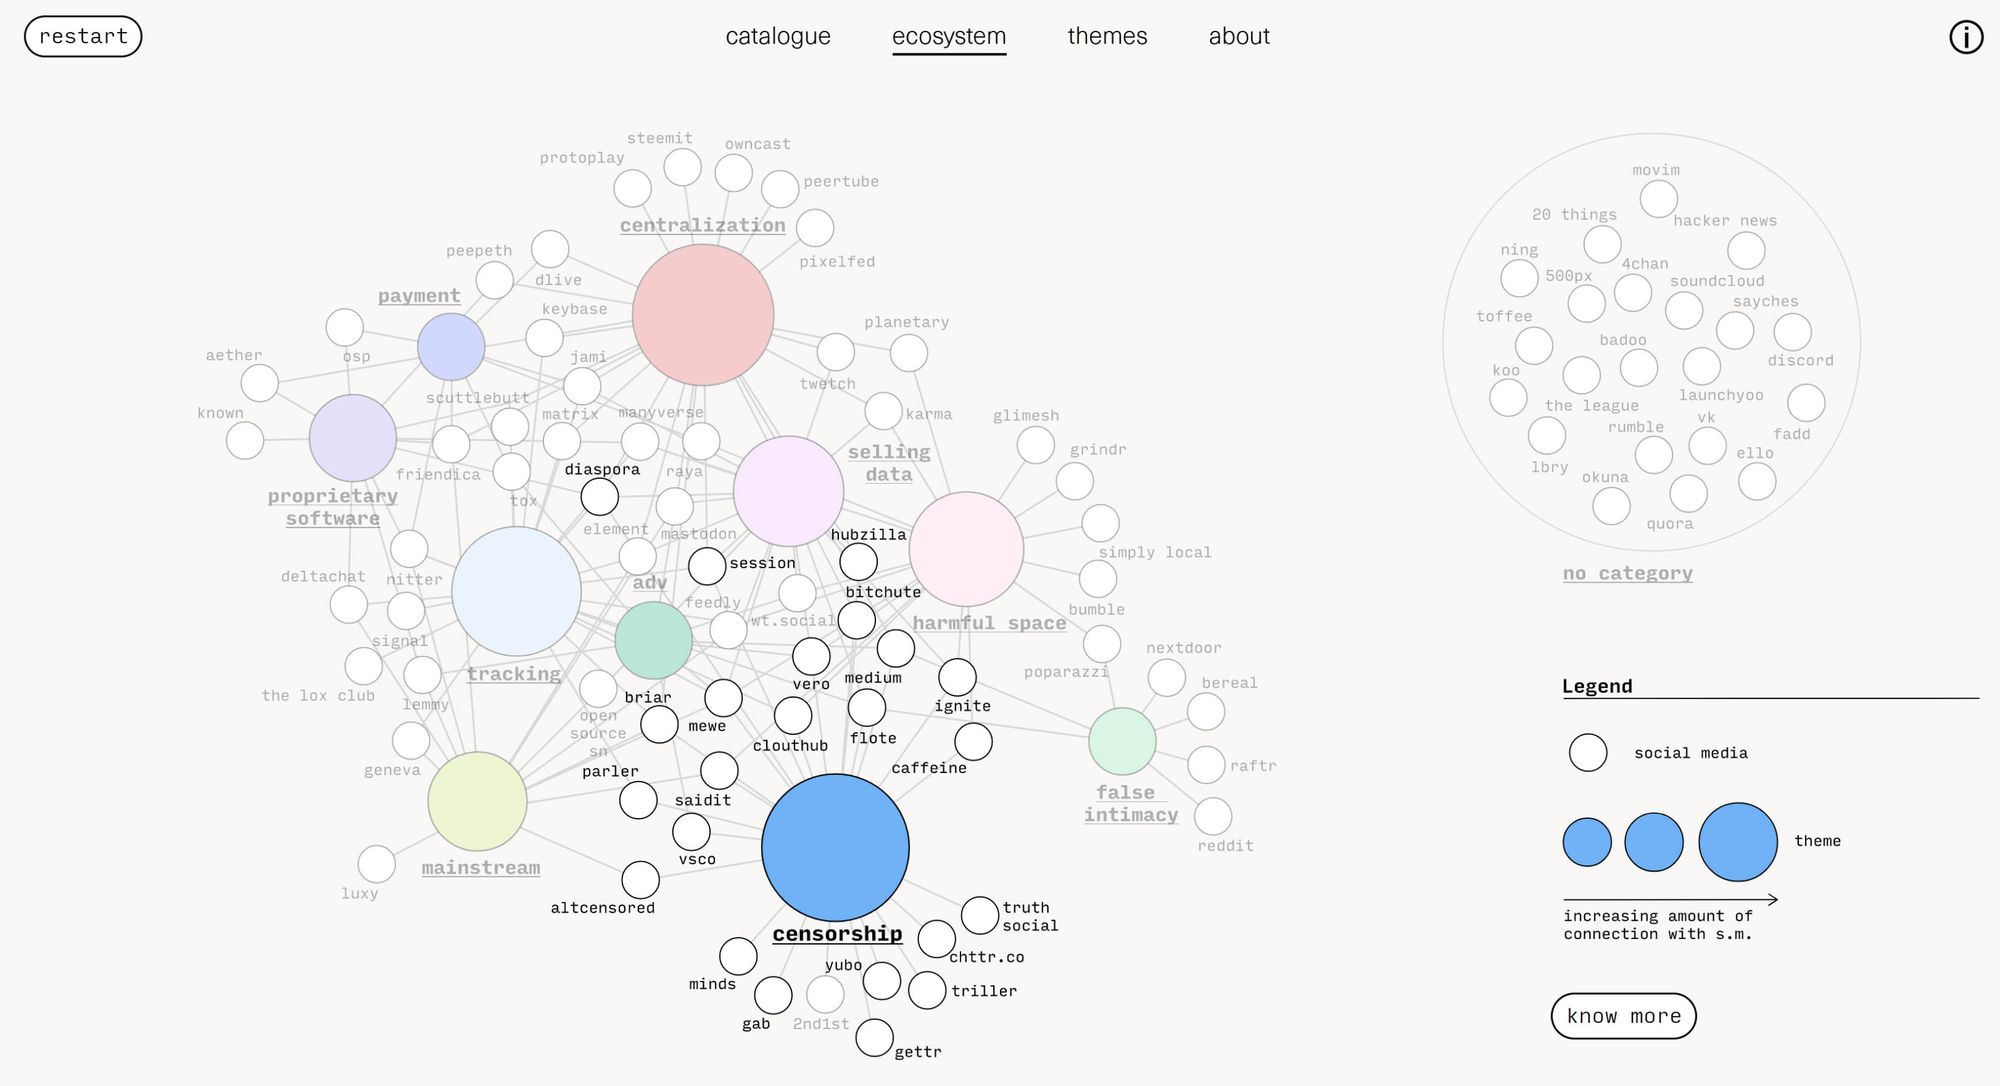 restart
catalogue
ecosystem
themes
about
i
steemit
owncast
protoplay
peertube
centralization
pixelfed
peepeth
dlive
payment
keybase
planetary
osp
jami
aether
twetch
scuttlebutt
known
matrix
manyverse
karma
glimesh
selling
data
grindr
friendica
diaspora
raya
proprietary
software
tox
element
mastodon
hubzilla
simply local
session
deltachat
nitter
adv
feedly
bitchute
bumble
wt.social
harmful space
signal
nextdoor
tracking
poparazzi
vero
medium
bereal
the lox club
lemmy
briar
ignite
open
source
sn
mewe
clouthub
flote
geneva
parler
caffeine
raftr
saidit
false
intimacy
vsco
reddit
mainstream
luxy
altcensored
truth
social
censorship
chttr.co
yubo
minds
triller
gab
2nd1st
gettr
movim
20 things
hacker news
ning
4chan
500px
soundcloud
sayches
toffee
badoo
discord
koo
launchyoo
the league
vk
rumble
fadd
ello
lbry
okuna
quora
no category
Legend
social media
theme
increasing amount of
connection with s.m.
know more